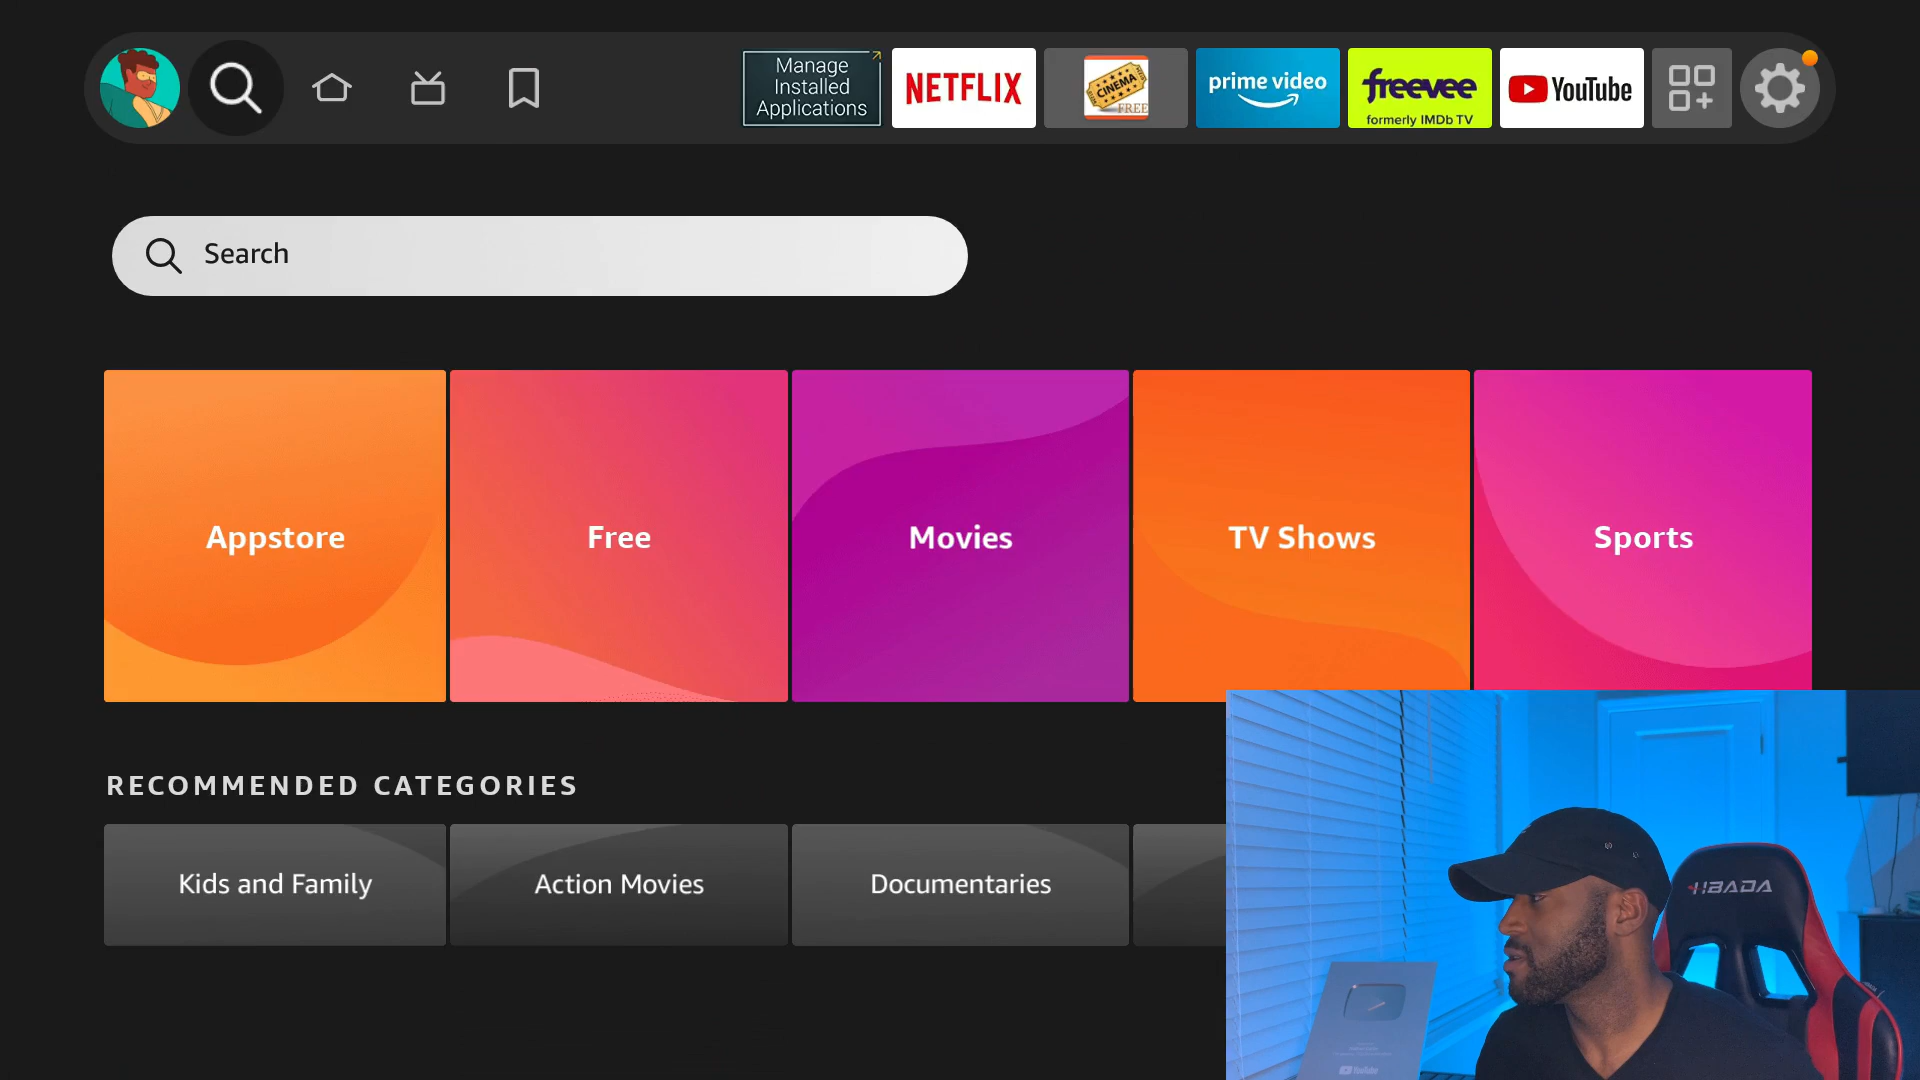 Manage
Installed
Applications
NETFLIX
CINEMA
FREE
prime video
freevee
formerly IMDb TV
YouTube
Search
Appstore
Free
Movies
TV Shows
Sports
RECOMMENDED CATEGORIES
Kids and Family
Action Movies
Documentaries
HBADA
YouTube